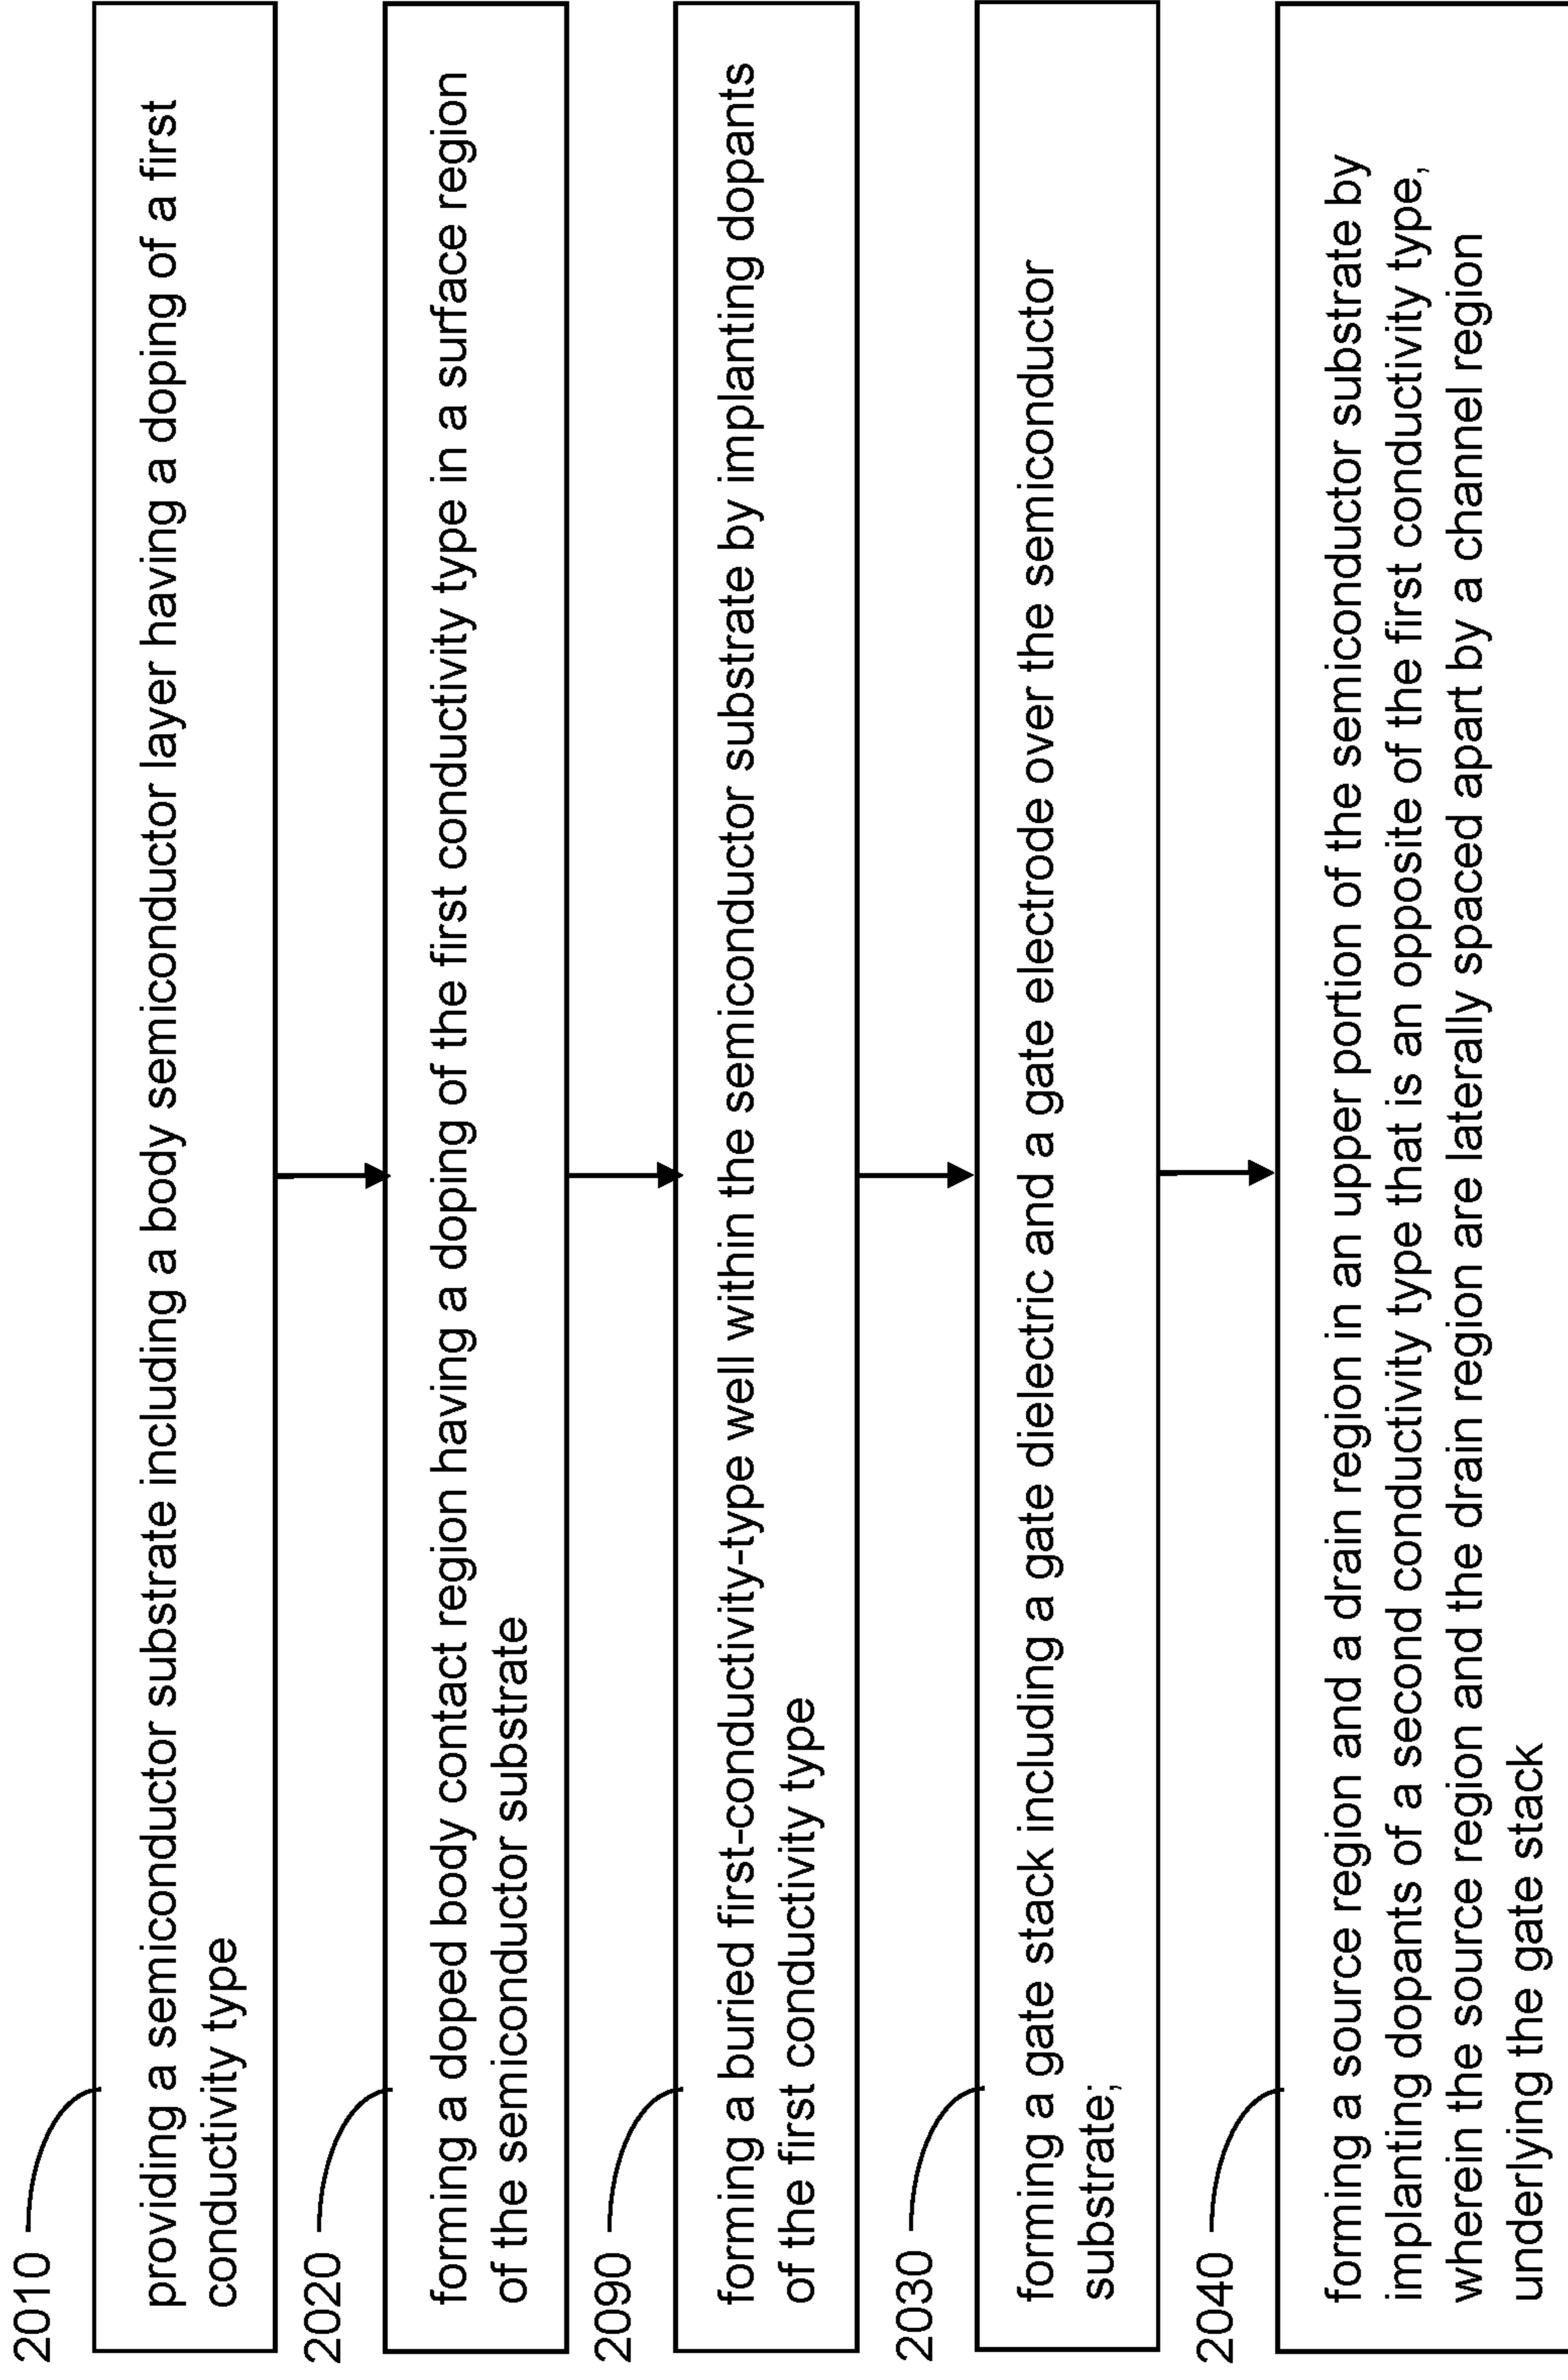 2010
providing a semiconductor substrate including a body semiconductor layer having a doping of a first
conductivity type
2020
forming a doped body contact region having a doping of the first conductivity type in a surface region
of the semiconductor substrate
2090
forming a buried first-conductivity-type well within the semiconductor substrate by implanting dopants
of the first conductivity type
2030
forming a gate stack including a gate dielectric and a gate electrode over the semiconductor
substrate;
2040
forming a source region and a drain region in an upper portion of the semiconductor substrate by
implanting dopants of a second conductivity type that is an opposite of the first conductivity type,
wherein the source region and the drain region are laterally spaced apart by a channel region
underlying the gate stack